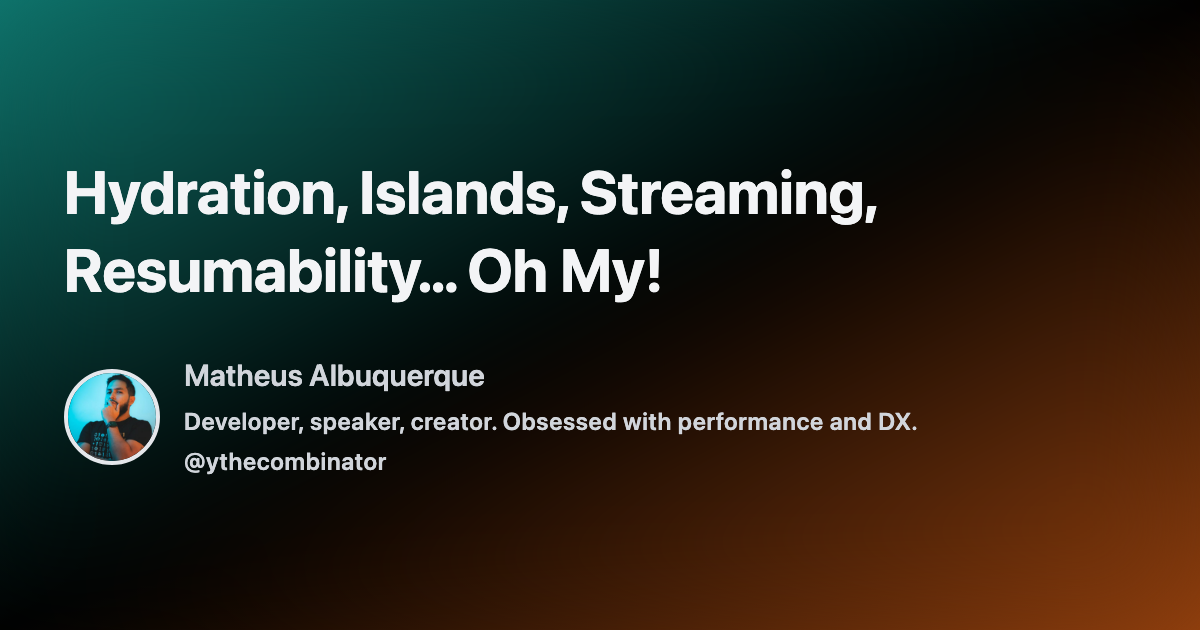 Hydration, Islands, Streaming,
Resumability… Oh My!
Matheus Albuquerque
Developer, speaker, creator. Obsessed with performance and DX.
@ythecombinator